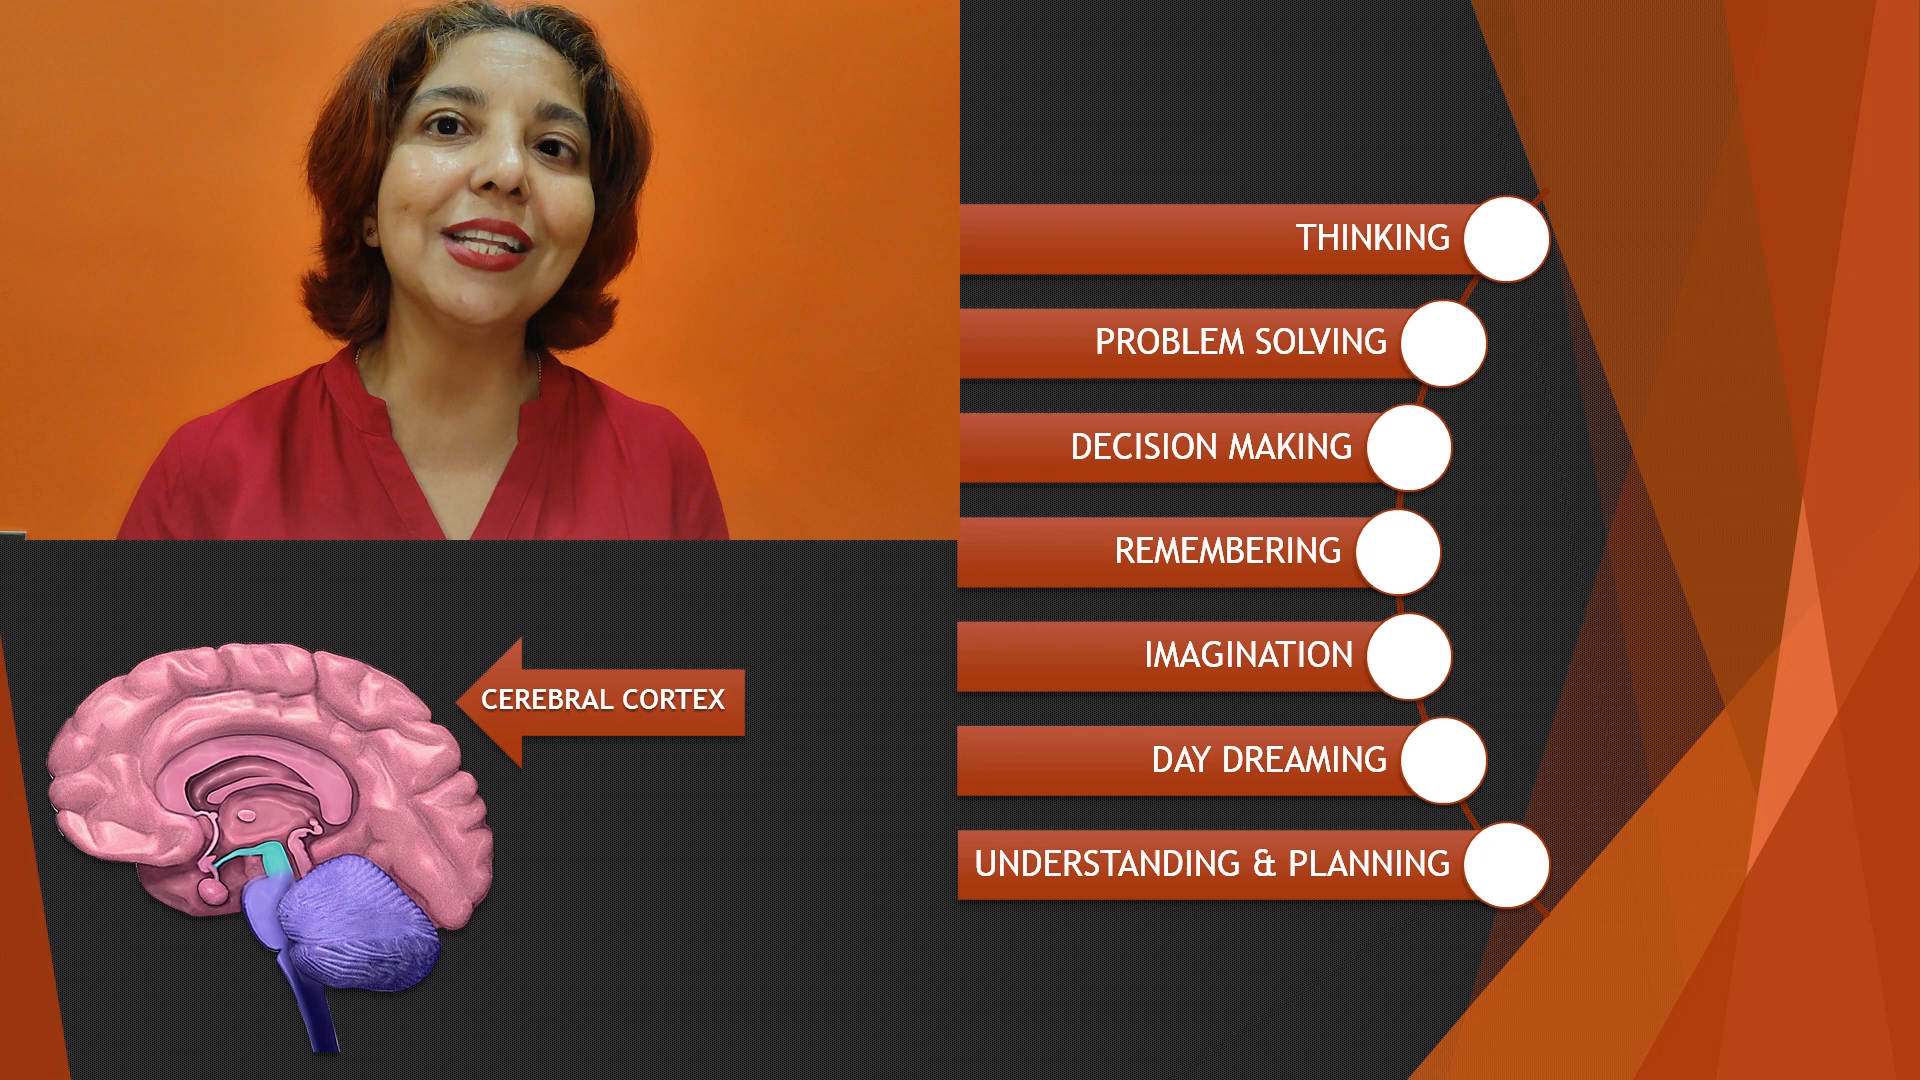 THINKING
PROBLEM SOLVING
DECISION MAKING
REMEMBERING
IMAGINATION
DAY DREAMING
UNDERSTANDING & PLANNING
CEREBRAL CORTEX